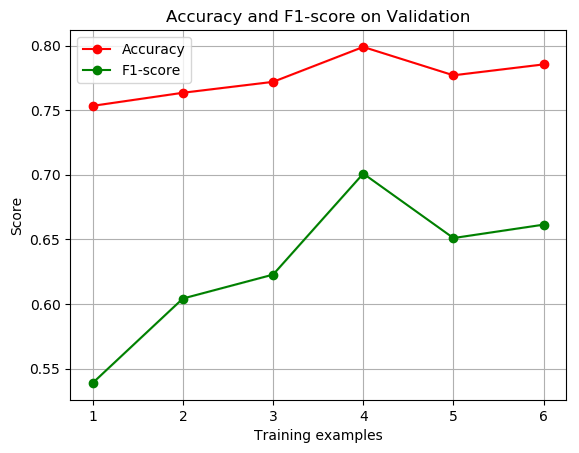 Accuracy and F1-score on Validation
Accuracy
F1-score
0.80
0.75
0.70
0.65
0.60
0.55
Score
1 2 3 4 5 6
Training examples